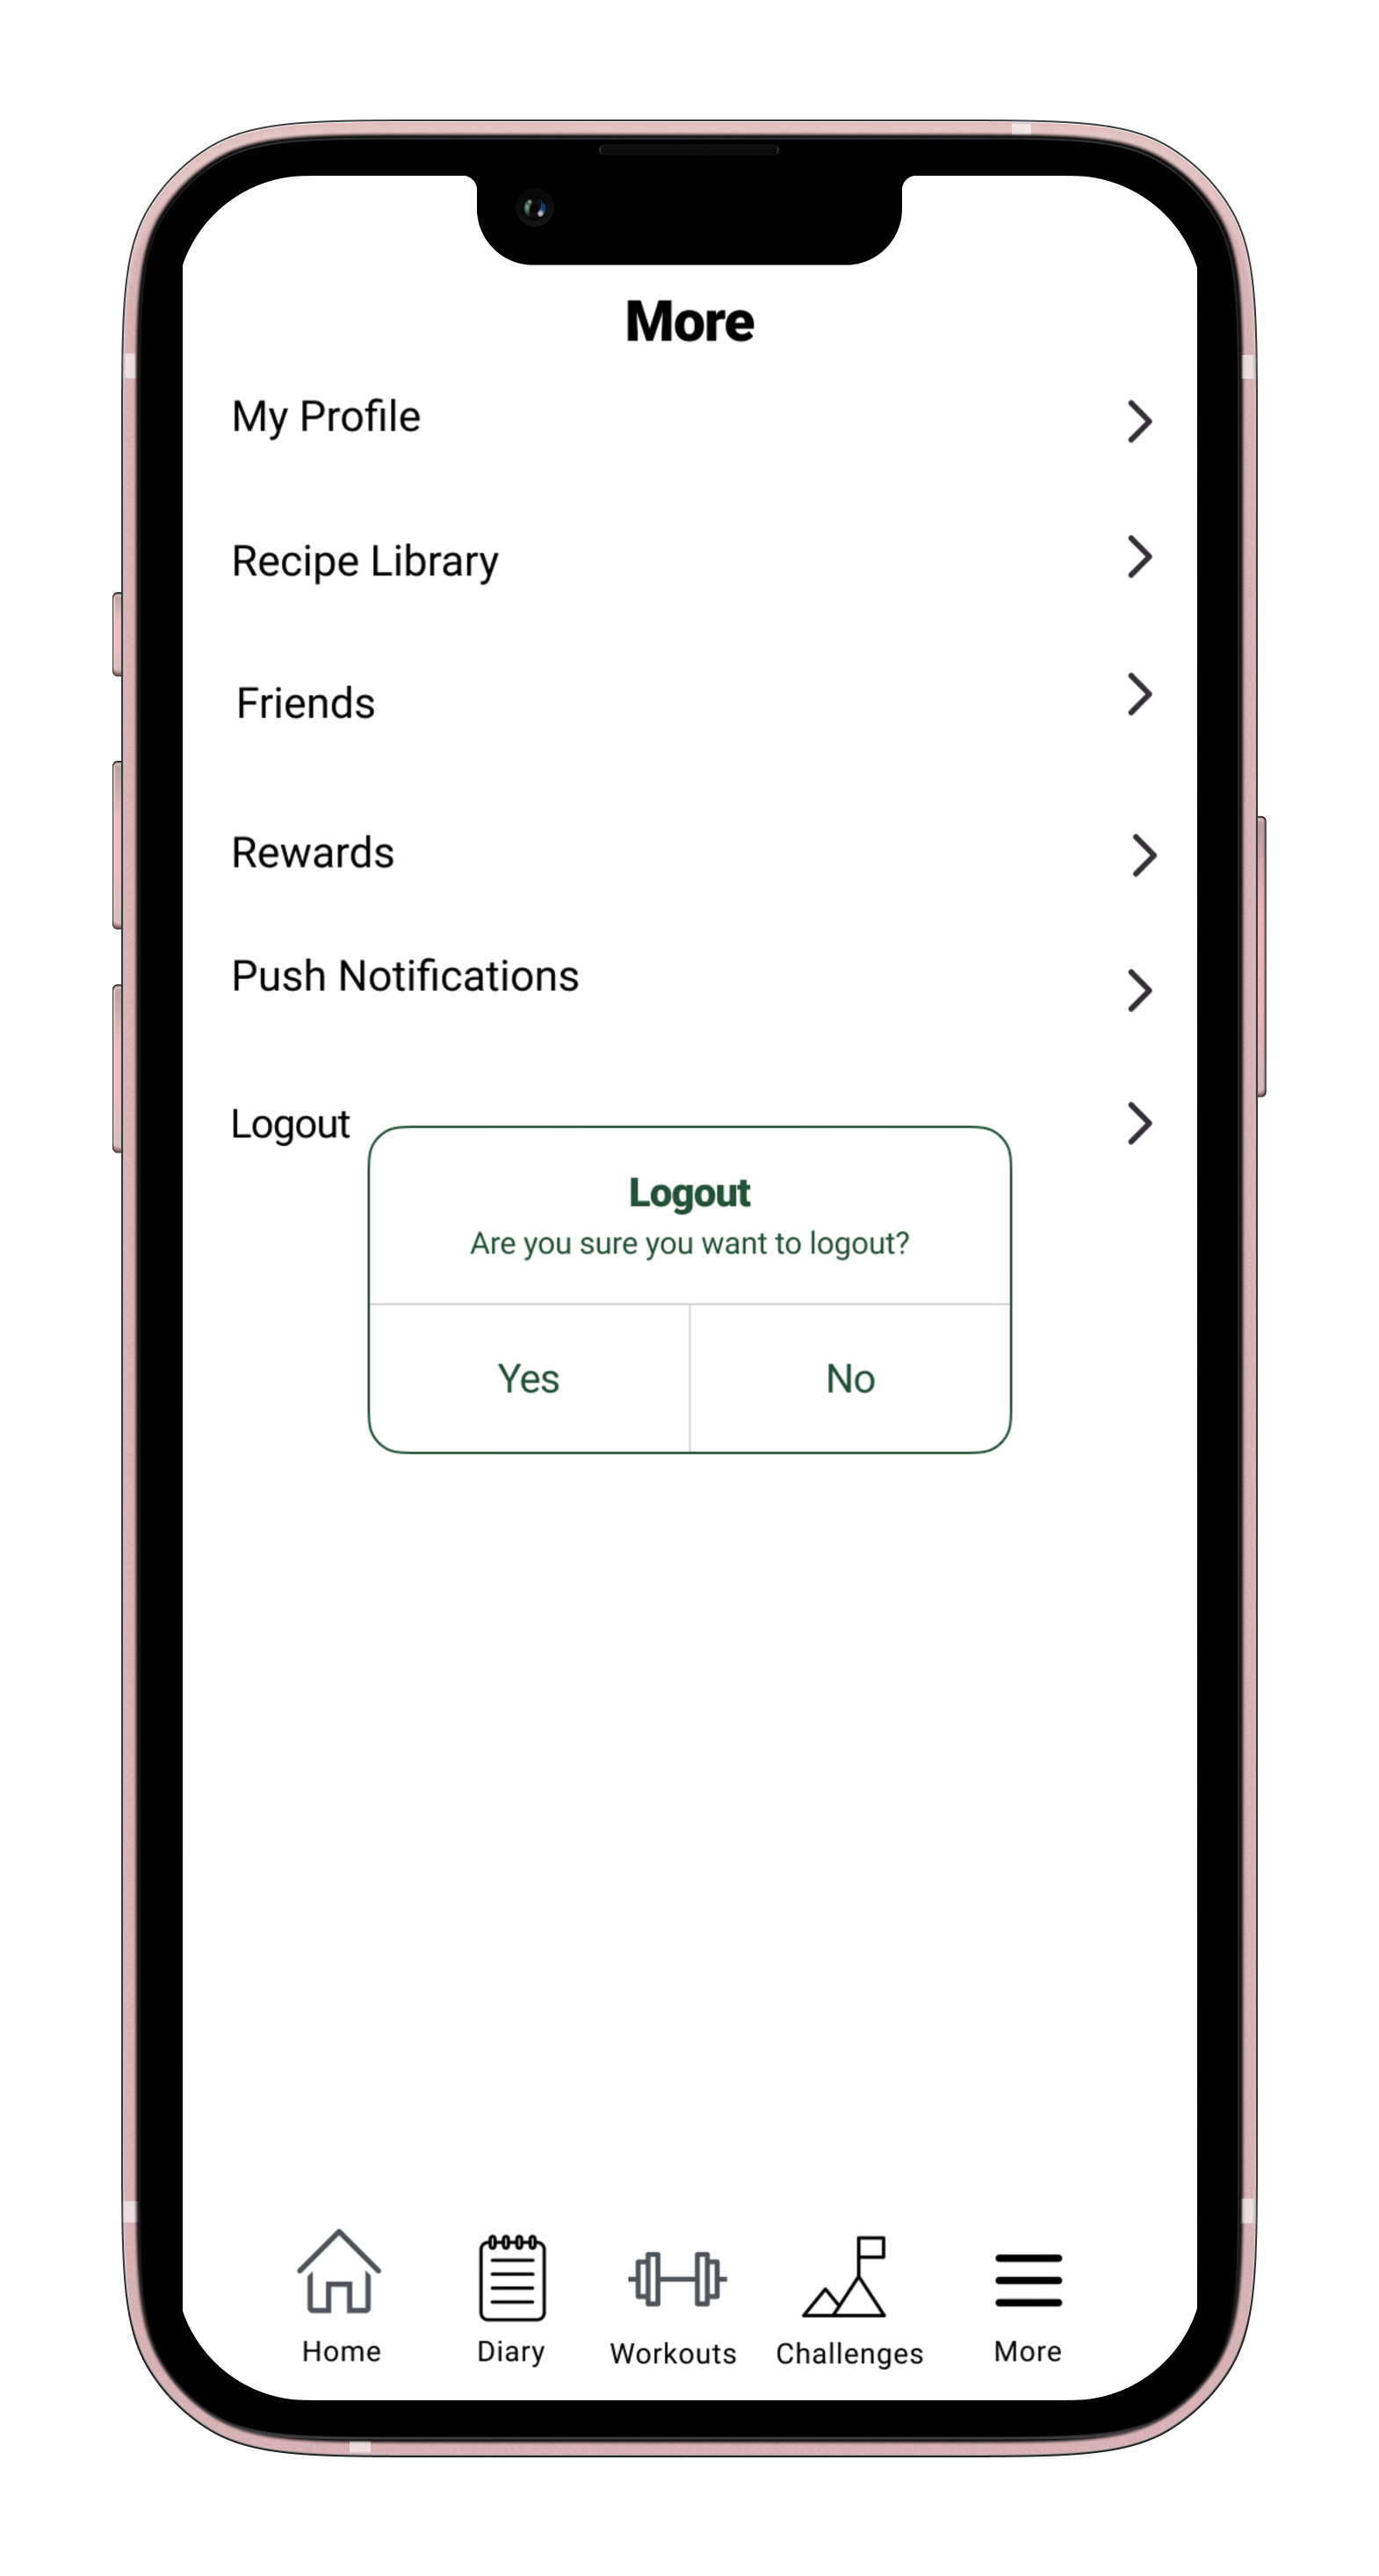 More
My Profile
Recipe Library
Friends
Rewards
Push Notifications
Logout
Logout
Are you sure you want to logout?
Yes No
Home Diary Workouts Challenges More